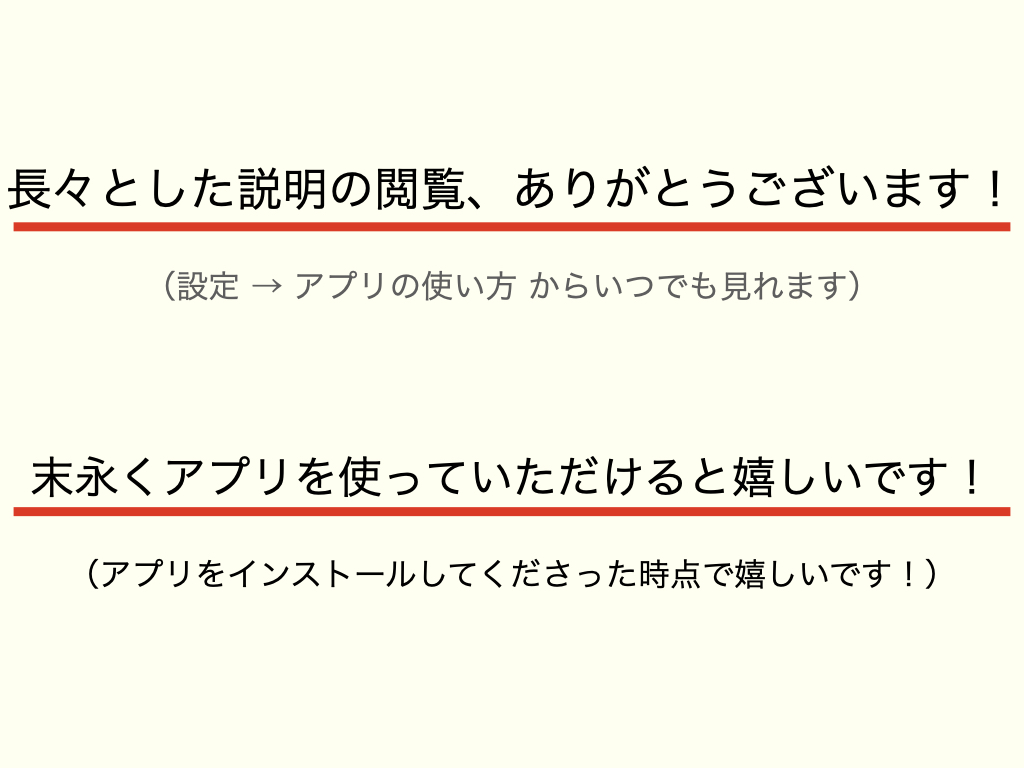 長々とした説明の閲覧、ありがとうございます！
（設定 → アプリの使い方 からいつでも見れます）
末永くアプリを使っていただけると嬉しいです！
（アプリをインストールしてくださった時点で嬉しいです！）